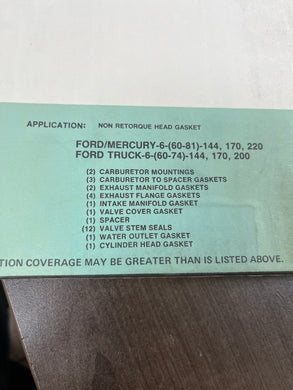 APPLICATION: NON RETORQUE HEAD GASKET
FORD/MERCURY-6-(60-81)-144, 170, 220
FORD TRUCK-6-(60-74)-144, 170, 200
(2) CARBURETOR MOUNTINGS
(3) CARBURETOR TO SPACER GASKETS
(2) EXHAUST MANIFOLD GASKETS
(4) EXHAUST FLANGE GASKETS
(1) INTAKE MANIFOLD GASKET
(1) VALVE COVER GASKET
(1) SPACER
(12) VALVE STEM SEALS
(1) WATER OUTLET GASKET
(1) CYLINDER HEAD GASKET
TION COVERAGE MAY BE GREATER THAN IS LISTED ABOVE.